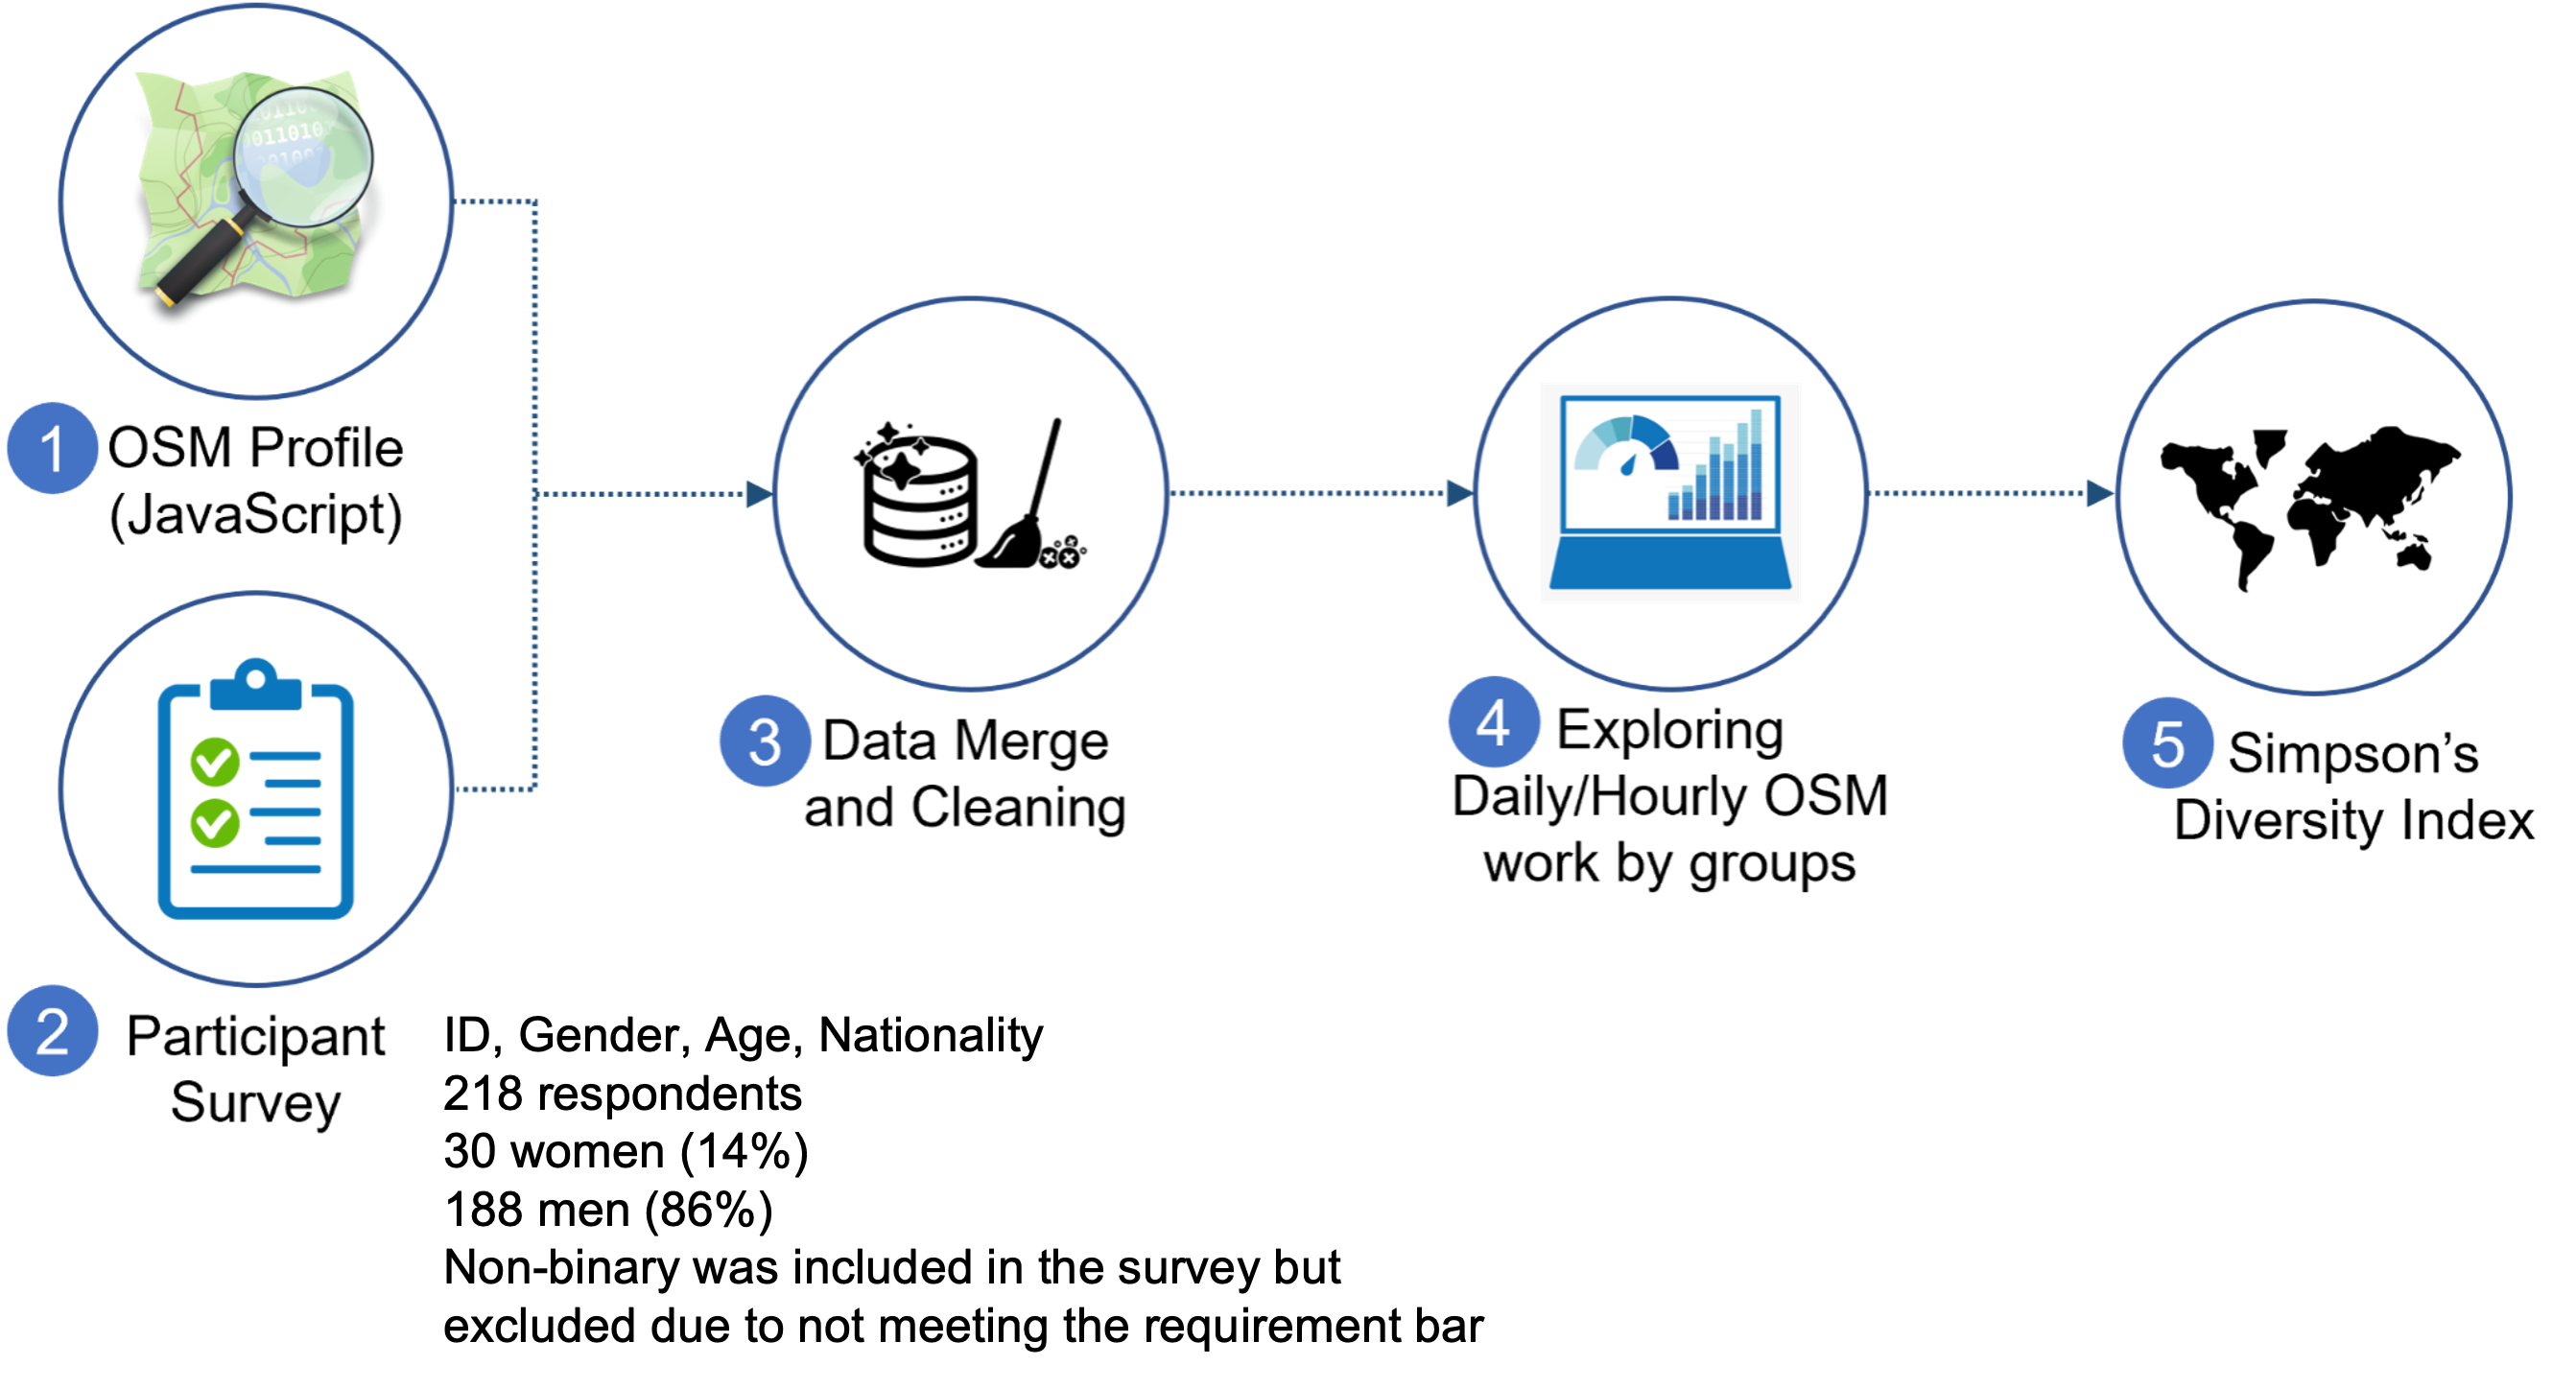 011010
1 OSM Profile
(JavaScript)
2 Participant
Survey
ID, Gender, Age, Nationality
218 respondents
30 women (14%)
188 men (86%)
Non-binary was included in the survey but
excluded due to not meeting the requirement bar
3 Data Merge
and Cleaning
4 Exploring
Daily/Hourly OSM
work by groups
5 Simpson’s
Diversity Index